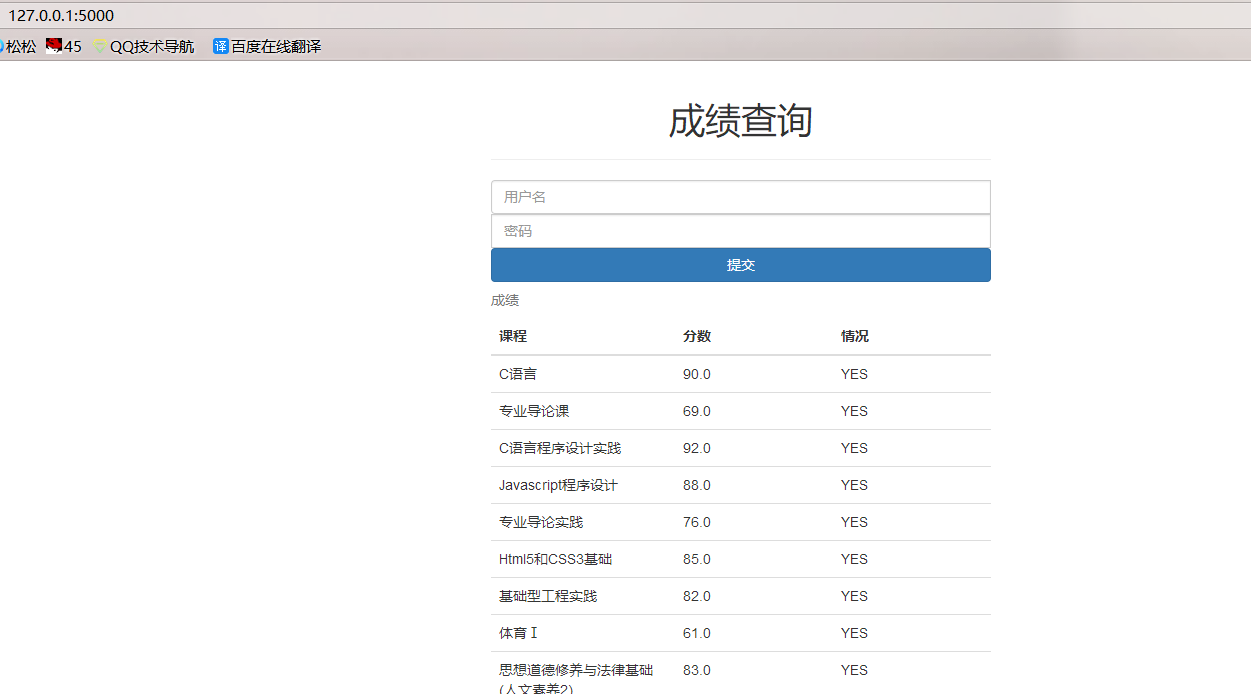 127.0.0.1:5000
松松 45 QQ技术导航 译 百度在线翻译
成绩查询
用户名
密码
提交
成绩
课程 分数 情况
C语言 90.0 YES
专业导论课 69.0 YES
C语言程序设计实践 92.0 YES
Javascript程序设计 88.0 YES
专业导论实践 76.0 YES
Html5和CSS3基础 85.0 YES
基础型工程实践 82.0 YES
体育Ⅰ 61.0 YES
思想道德修养与法律基础 83.0 YES
(人文素养2)